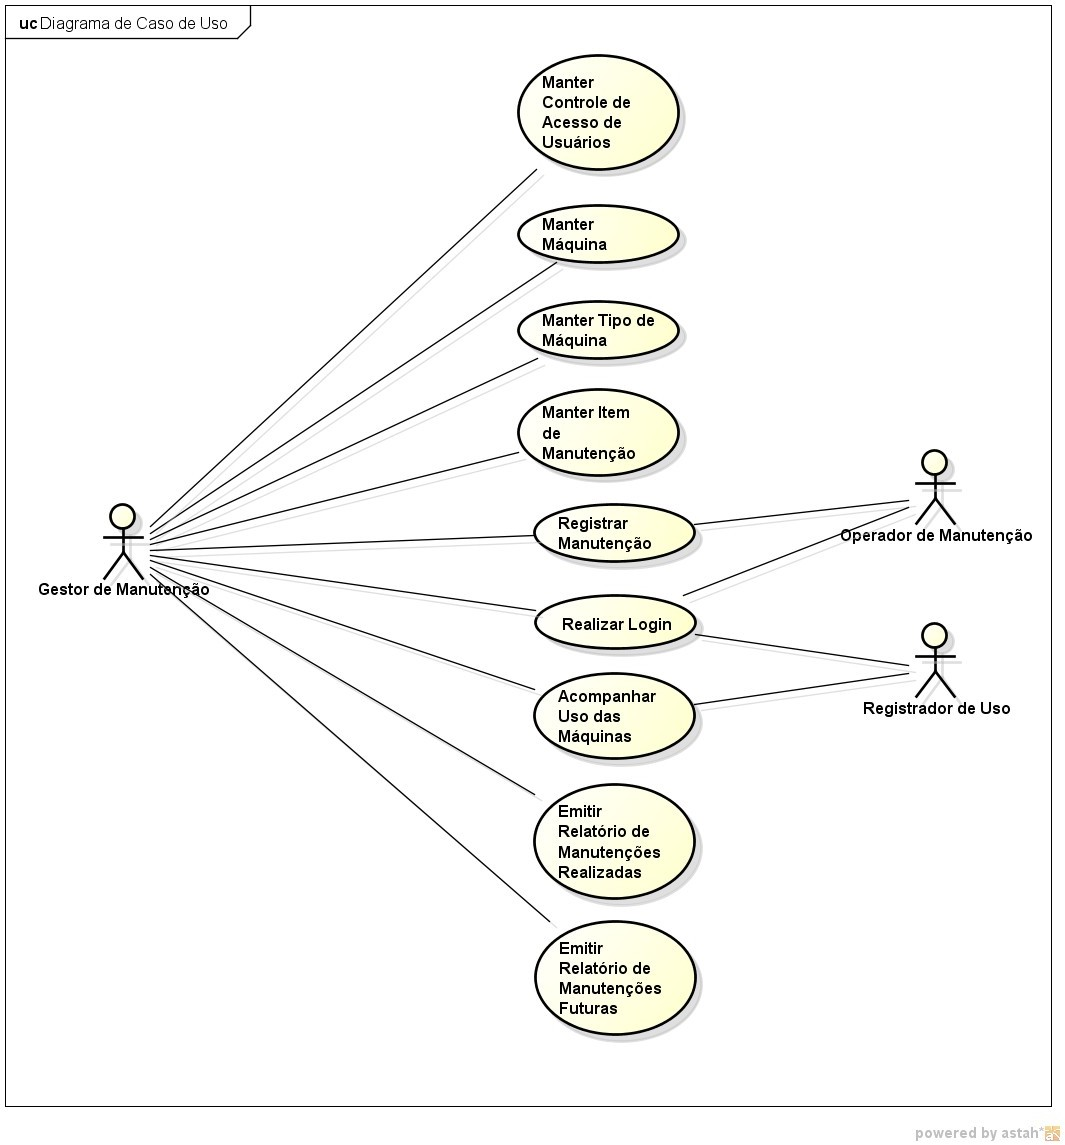 uc Diagrama de Caso de Uso
Manter
Controle de
Acesso de
Usuários
Manter
Máquina
Manter Tipo de
Máquina
Manter Item
de
Manutenção
Registrar
Manutenção
Operador de Manutenção
Gestor de Manutenção
Realizar Login
Acompanhar
Uso das
Máquinas
Registrador de Uso
Emitir
Relatório de
Manutenções
Realizadas
Emitir
Relatório de
Manutenções
Futuras
powered by astah*